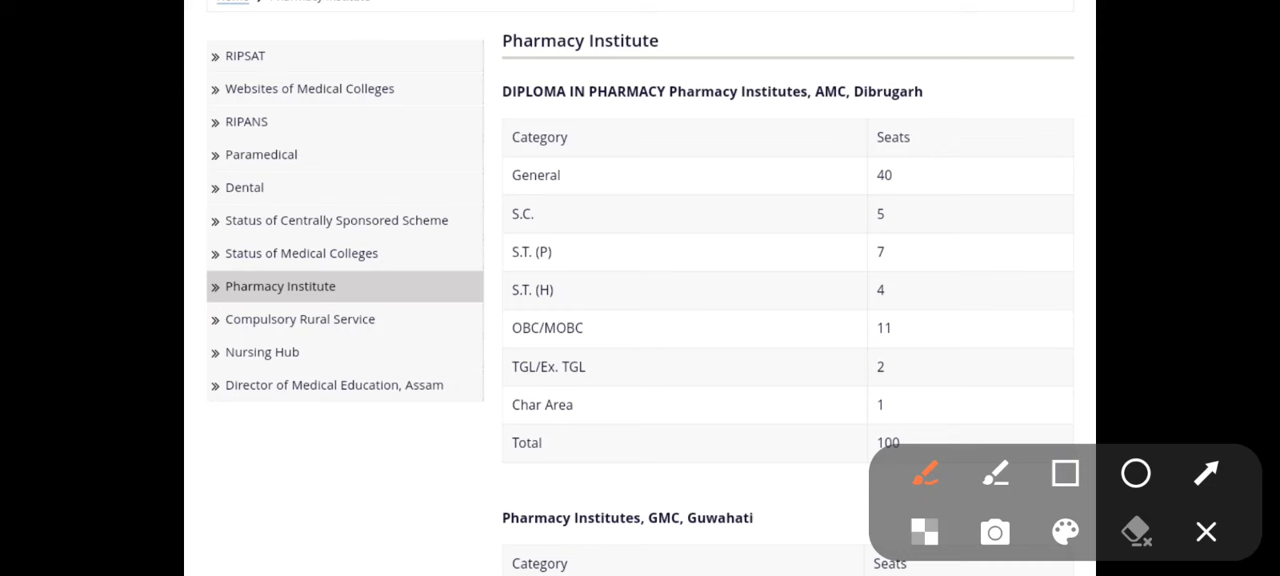 Pharmacy Institute
RIPSAT
Websites of Medical Colleges
RIPANS
Paramedical
Dental
Status of Centrally Sponsored Scheme
Status of Medical Colleges
Pharmacy Institute
Compulsory Rural Service
Nursing Hub
Director of Medical Education, Assam
Pharmacy Institute
DIPLOMA IN PHARMACY Pharmacy Institutes, AMC, Dibrugarh
Category Seats
General 40
S.C. 5
S.T. (P) 7
S.T. (H) 4
OBC/MOBC 11
TGL/Ex. TGL 2
Char Area 1
Total 100
Pharmacy Institutes, GMC, Guwahati
Category Seats